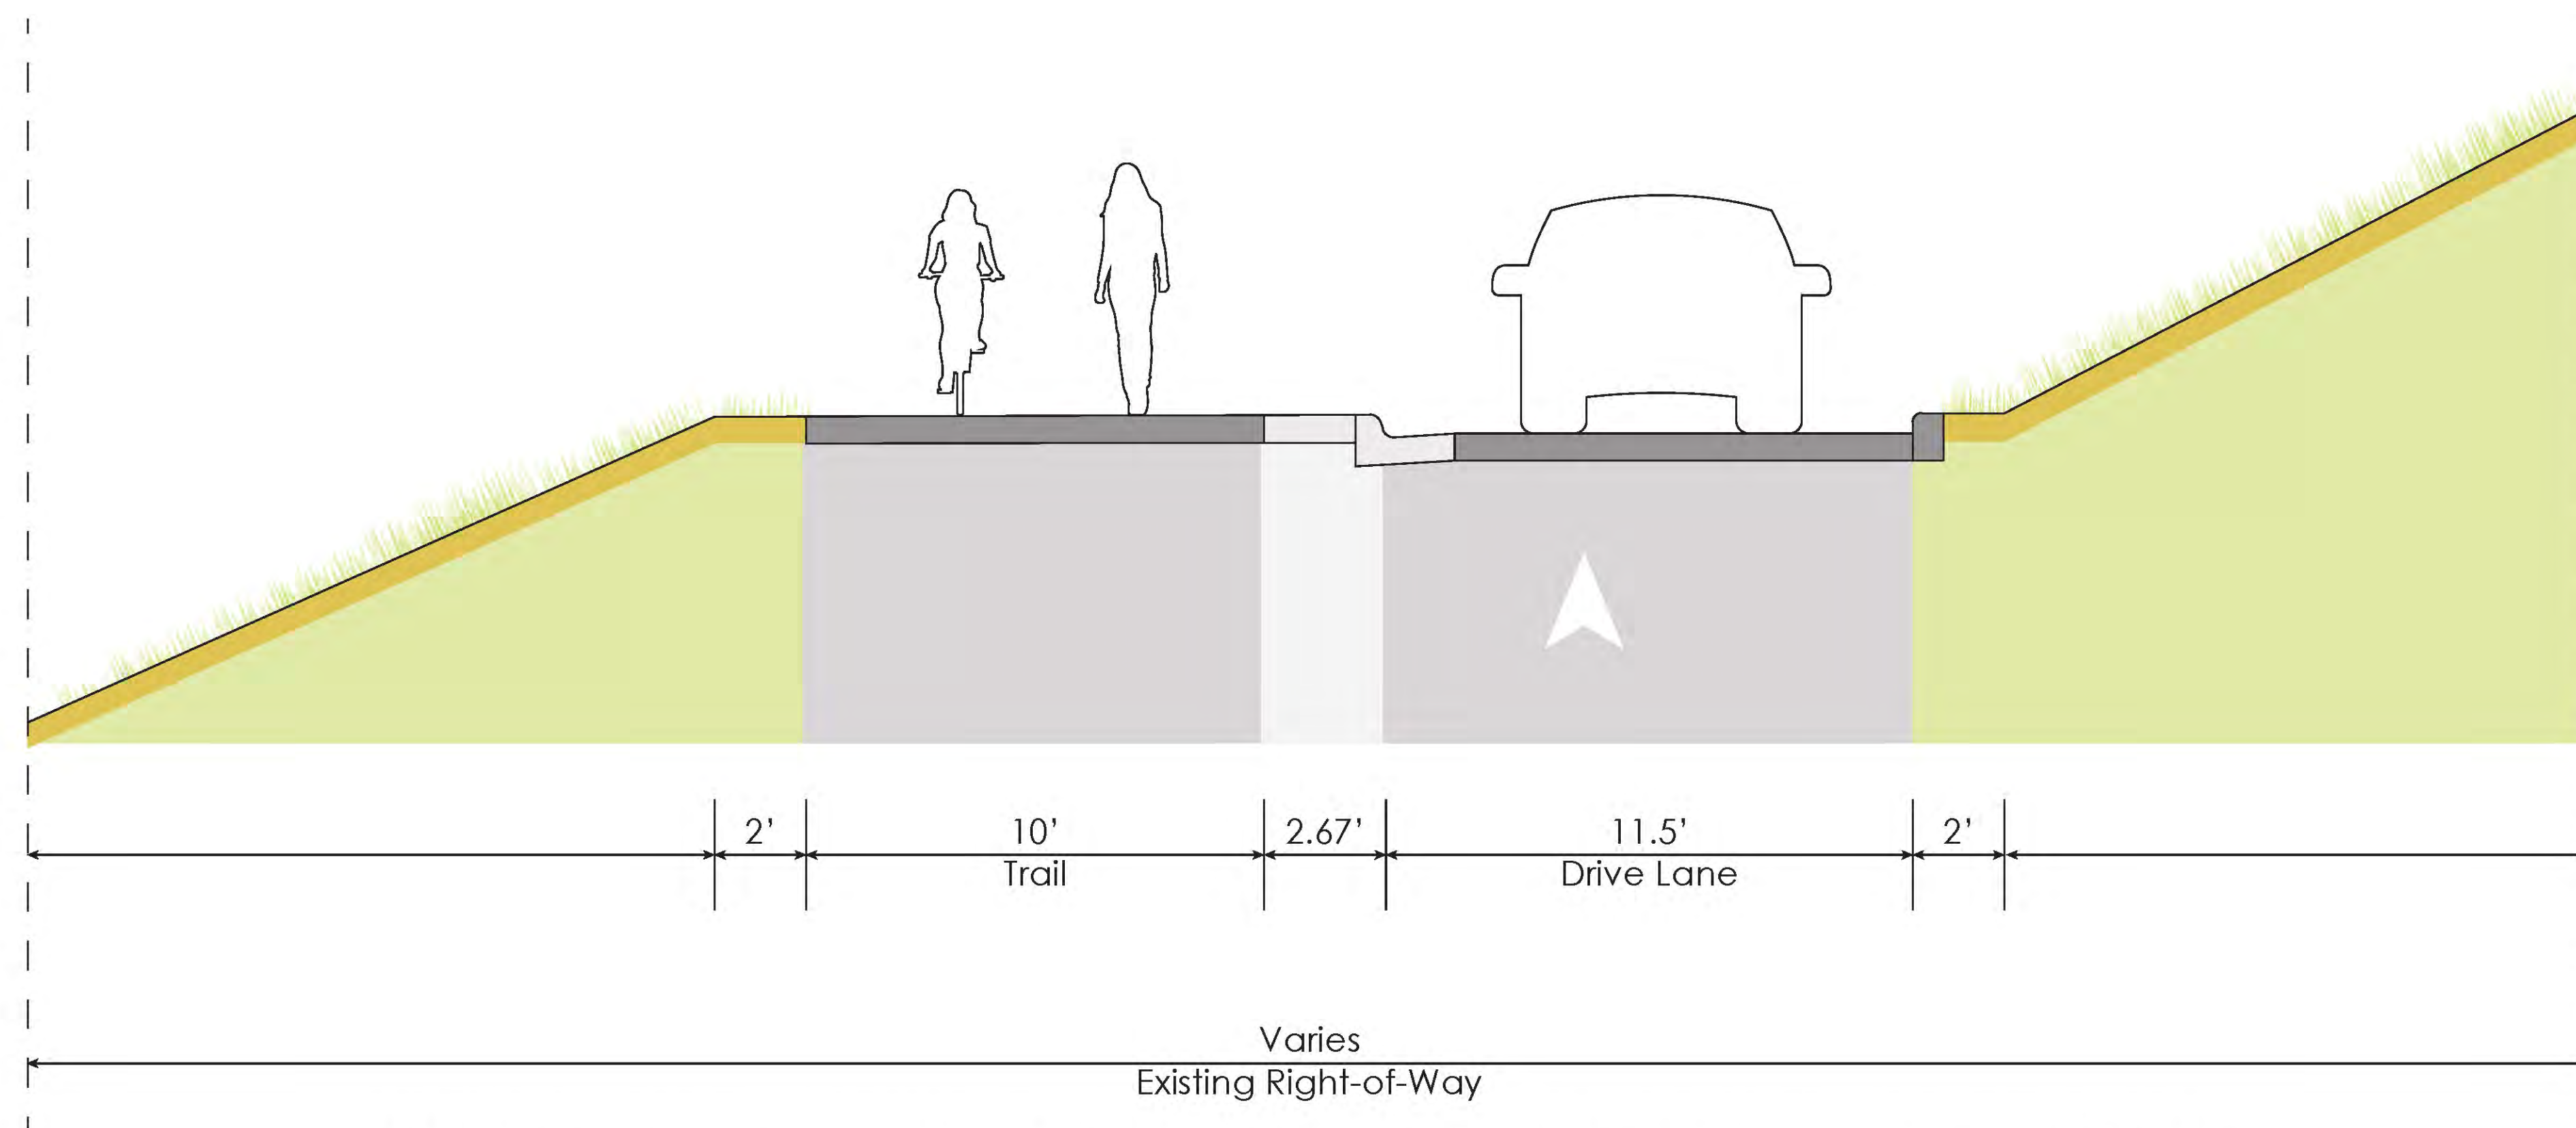 2’
10’
2.67’
11.5’
2’
Trail
Drive Lane
Varies
Existing Right-of-Way